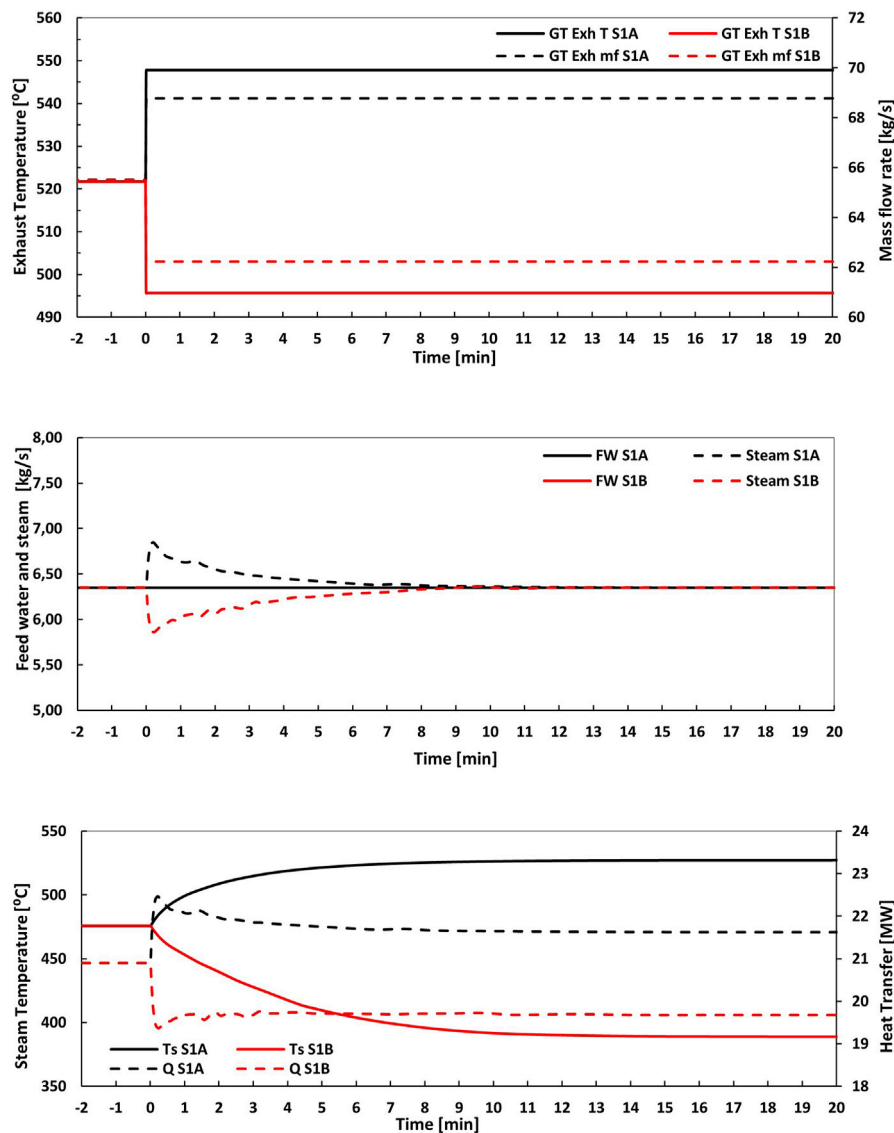 GT Exh T S1A GT Exh T S1B
GT Exh mf S1A GT Exh mf S1B
Exhaust Temperature [⁰C]
560
550
540
530
520
510
500
490
72
70
68
66
64
62
60
Mass flow rate [kg/s]
-2 -1 0 1 2 3 4 5 6 7 8 9 10 11 12 13 14 15 16 17 18 19 20
Time [min]
FW S1A Steam S1A
FW S1B Steam S1B
Feed water and steam [kg/s]
8,00
7,50
7,00
6,50
6,00
5,50
5,00
-2 -1 0 1 2 3 4 5 6 7 8 9 10 11 12 13 14 15 16 17 18 19 20
Time [min]
Steam Temperature [⁰C]
550
500
450
400
350
24
23
22
21
20
19
18
Heat Transfer [MW]
Ts S1A Ts S1B
Q S1A Q S1B
-2 -1 0 1 2 3 4 5 6 7 8 9 10 11 12 13 14 15 16 17 18 19 20
Time [min]